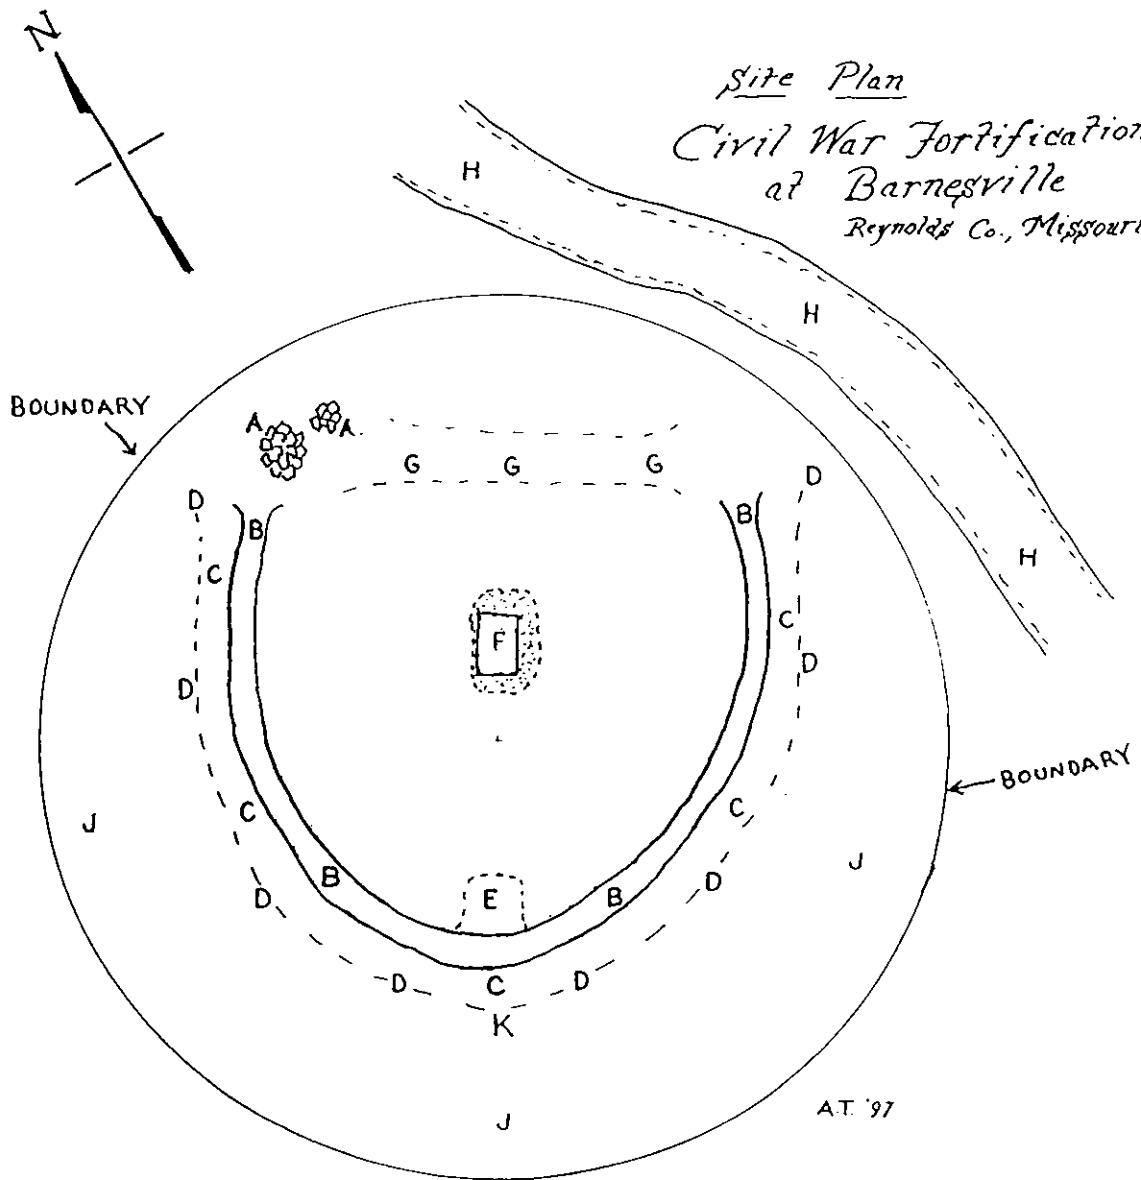 N
Site Plan
Civil War Fortification
at Barnesville
Reynolds Co., Missouri
H
H
BOUNDARY
A
A
G G G
D
D
B
B
C
H
C
F
D
D
BOUNDARY
C
C
J
J
B
E
B
D
D
D
C
D
K
J
A.T. '97